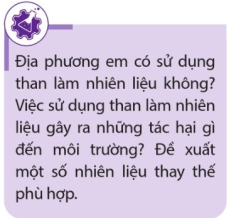 Địa phương em có sử dụng
than làm nhiên liệu không?
Việc sử dụng than làm nhiên
liệu gây ra những tác hại gì
đến môi trường? Đề xuất
một số nhiên liệu thay thế
phù hợp.